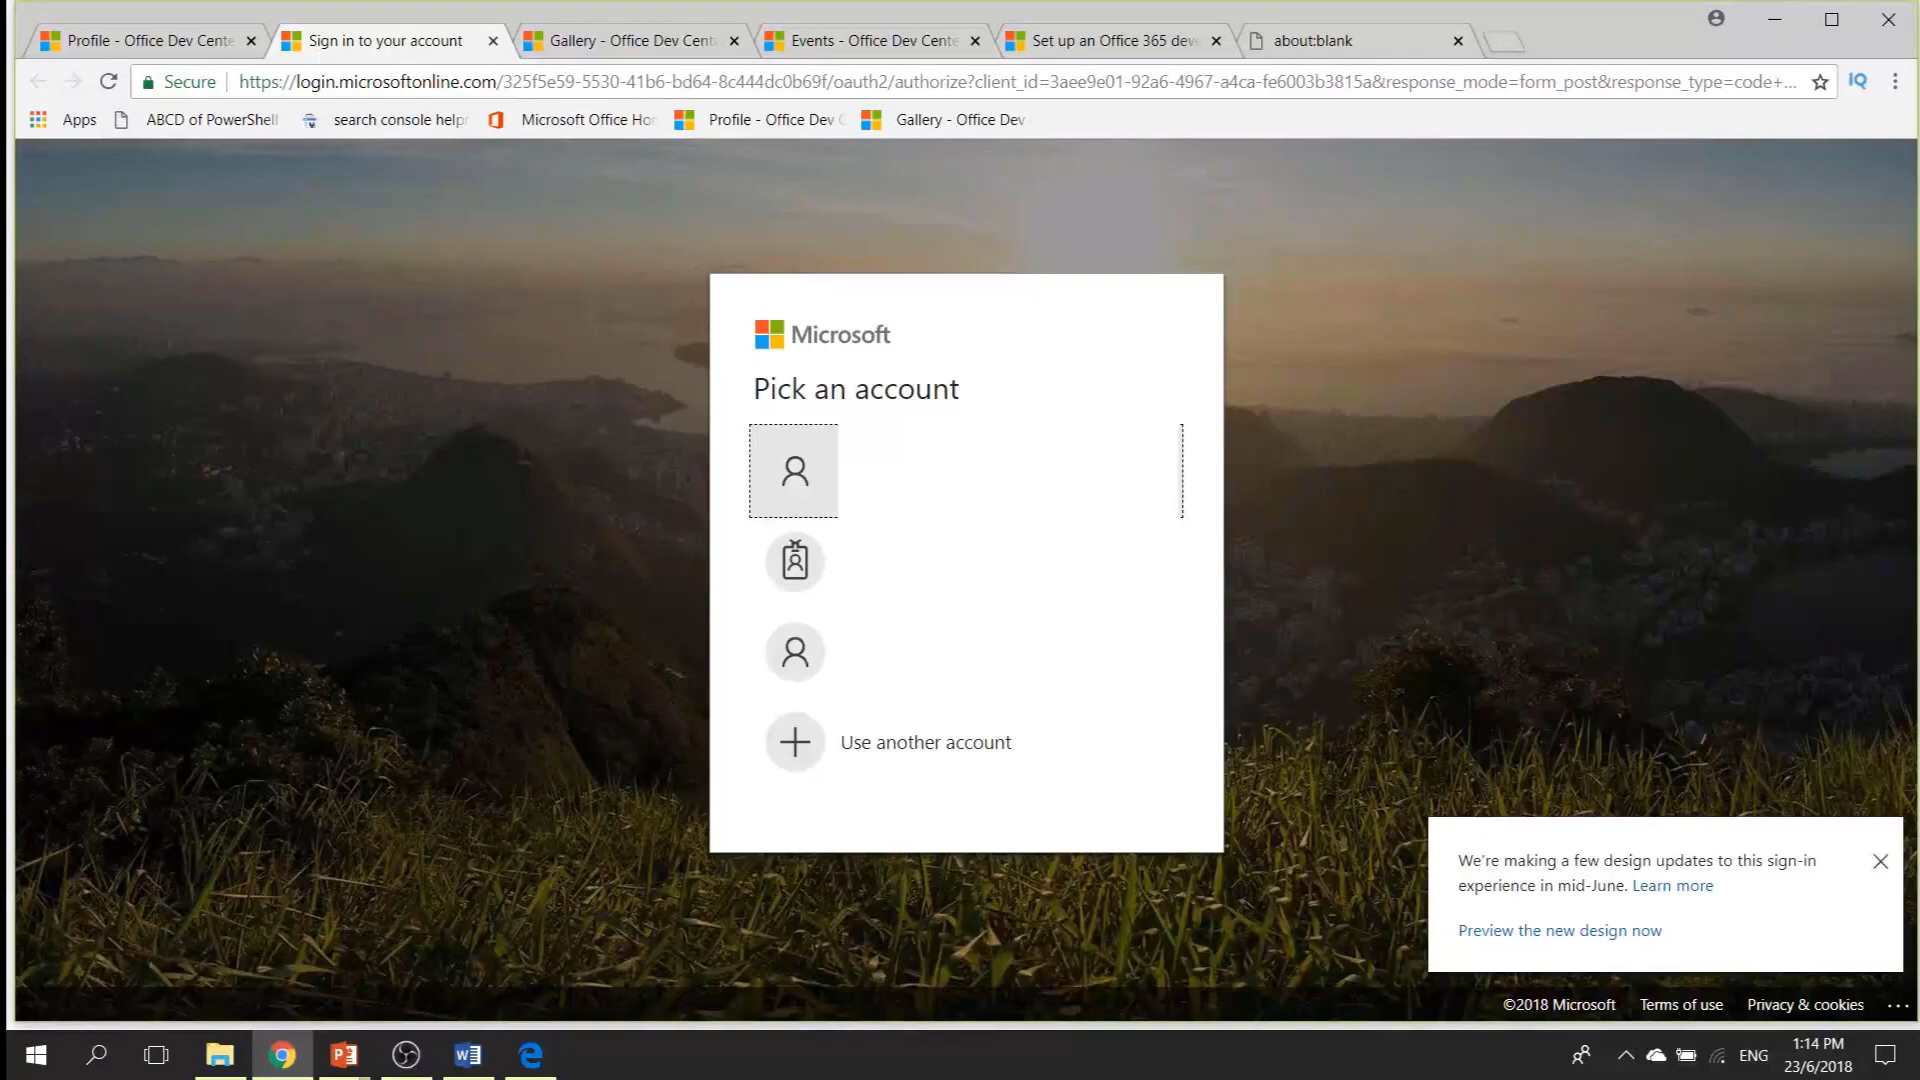 Profile - Office Dev Cente
Sign in to your account
Gallery - Office Dev Cent
Events - Office Dev Cente
Set up an Office 365 dev
about:blank
Secure
https://login.microsoftonline.com/325f5e59-5530-41b6-bd64-8c444dc0b69f/oauth2/authorize?client_id=3aee9e01-92a6-4967-a4ca-fe6003b3815a&response_mode=form_post&response_type=code+...
IQ
Apps
ABCD of PowerShell
search console help
Microsoft Office Ho
Profile - Office Dev C
Gallery - Office Dev
Microsoft
Pick an account
Use another account
We're making a few design updates to this sign-in
experience in mid-June. Learn more
Preview the new design now
©2018 Microsoft
Terms of use
Privacy & cookies
ENG
1:14 PM
23/6/2018